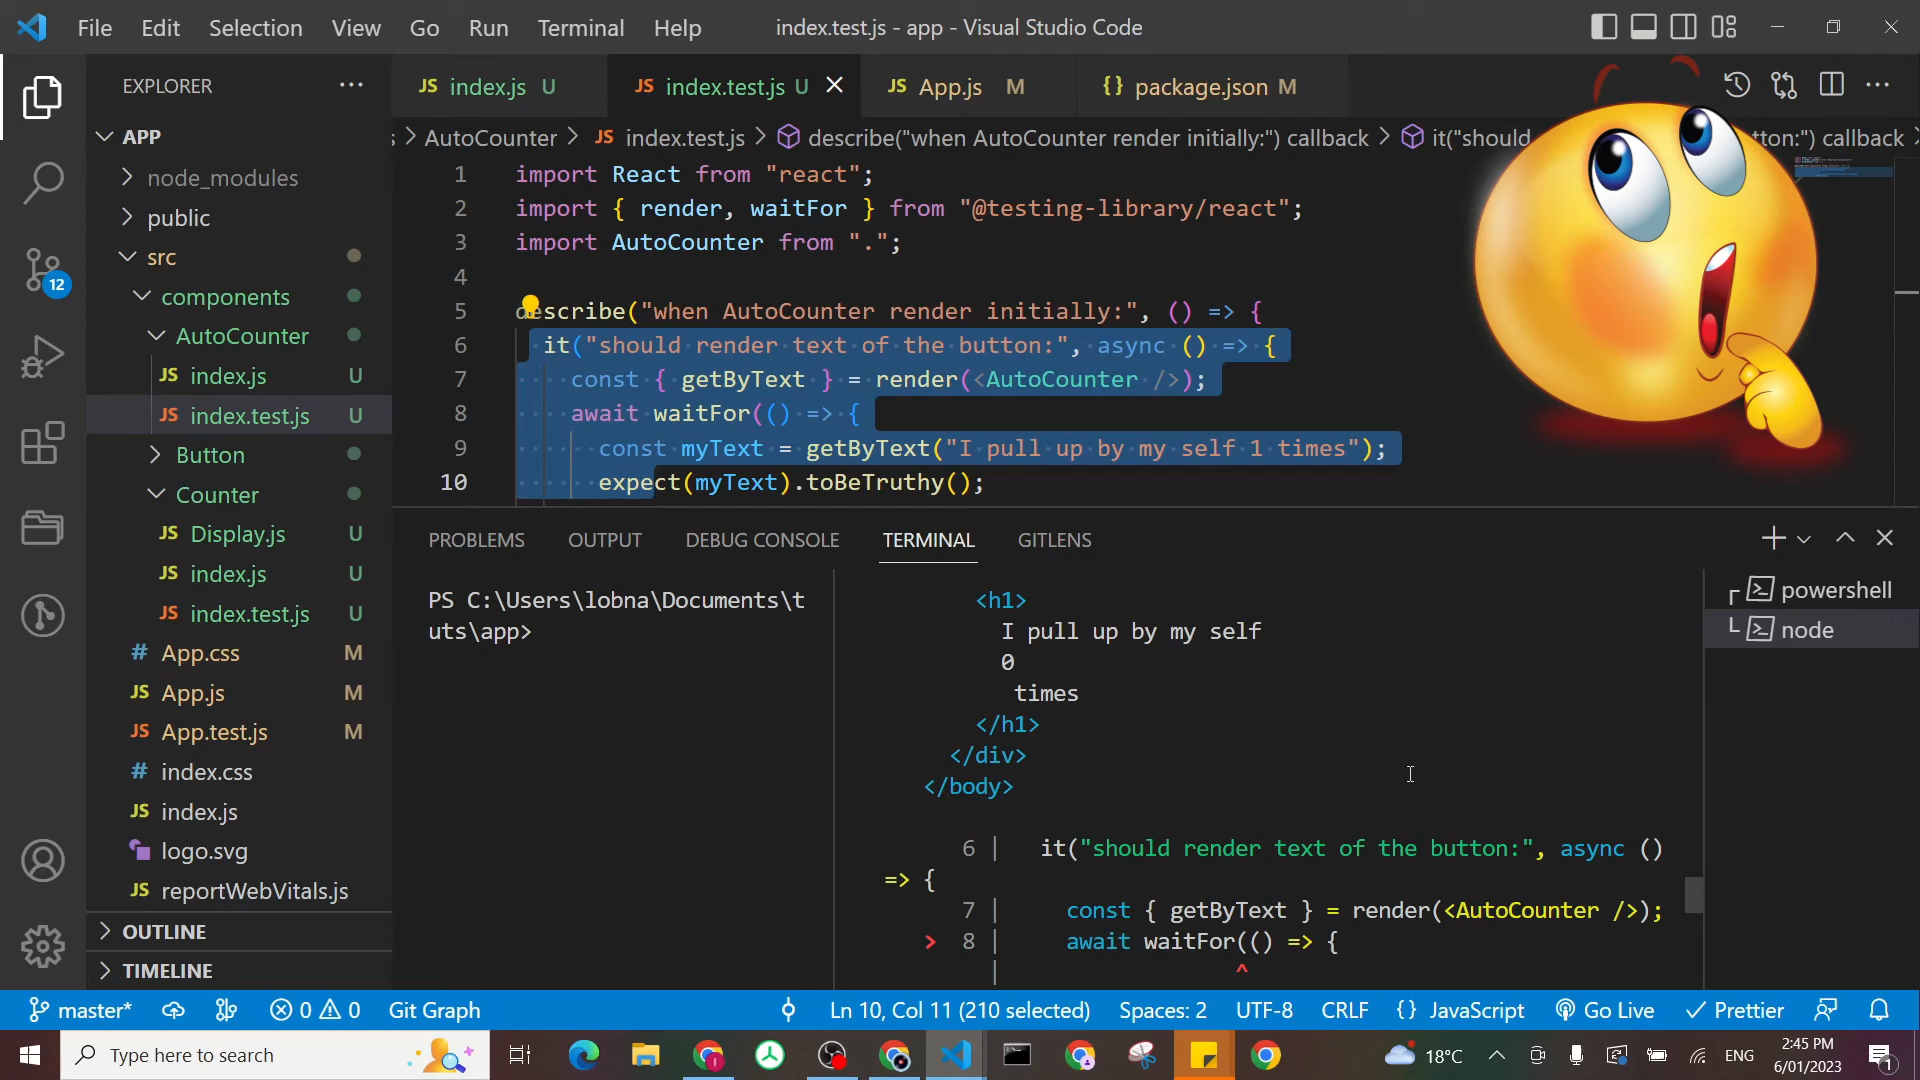 File Edit Selection View Go Run Terminal Help index.test.js - app - Visual Studio Code
EXPLORER ...
APP
node_modules
public
src
components
AutoCounter
JS index.js U
JS index.test.js U
Button
Counter
JS Display.js U
JS index.js U
JS index.test.js U
# App.css M
JS App.js M
JS App.test.js M
# index.css
JS index.js
logo.svg
JS reportWebVitals.js
OUTLINE
TIMELINE
12
JS index.js U JS index.test.js U JS App.js M {} package.json M
s > AutoCounter > JS index.test.js > describe("when AutoCounter render initially:") callback > it("should ton:") callback >
1 import React from "react";
2 import { render, waitFor } from "@testing-library/react";
3 import AutoCounter from ".";
4
5 describe("when AutoCounter render initially:", () => {
6 it("should render text of the button:", async () => {
7 const { getByText } = render(<AutoCounter />);
8 await waitFor(() => {
9 const myText = getByText("I pull up by my self 1 times");
10 expect(myText).toBeTruthy();
PROBLEMS OUTPUT DEBUG CONSOLE TERMINAL GITLENS
PS C:\Users\lobna\Documents\t
uts\app>
<h1>
I pull up by my self
0
times
</h1>
</div>
</body>
6 | it("should render text of the button:", async ()
=> {
7 | const { getByText } = render(<AutoCounter />);
> 8 | await waitFor(() => {
| ^
powershell
node
master* 0 0 Git Graph Ln 10, Col 11 (210 selected) Spaces: 2 UTF-8 CRLF {} JavaScript Go Live Prettier
Type here to search 18°C ENG 2:45 PM
6/01/2023 1